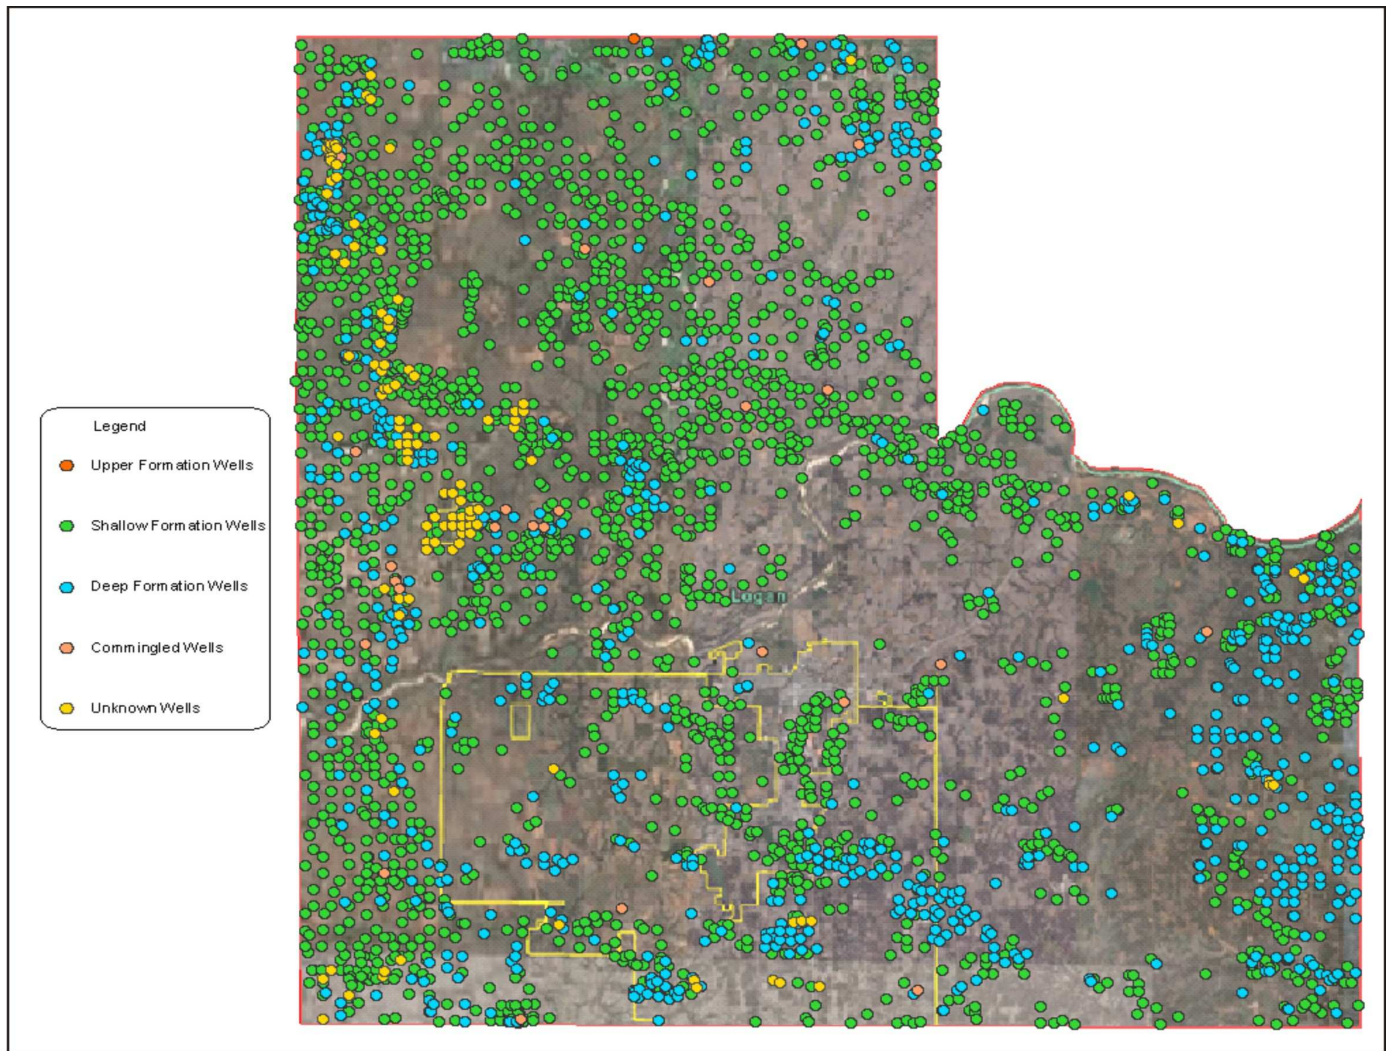 Legend
Upper Formation Wells
Shallow Formation Wells
Deep Formation Wells
Commingled Wells
Unknown Wells
Logan